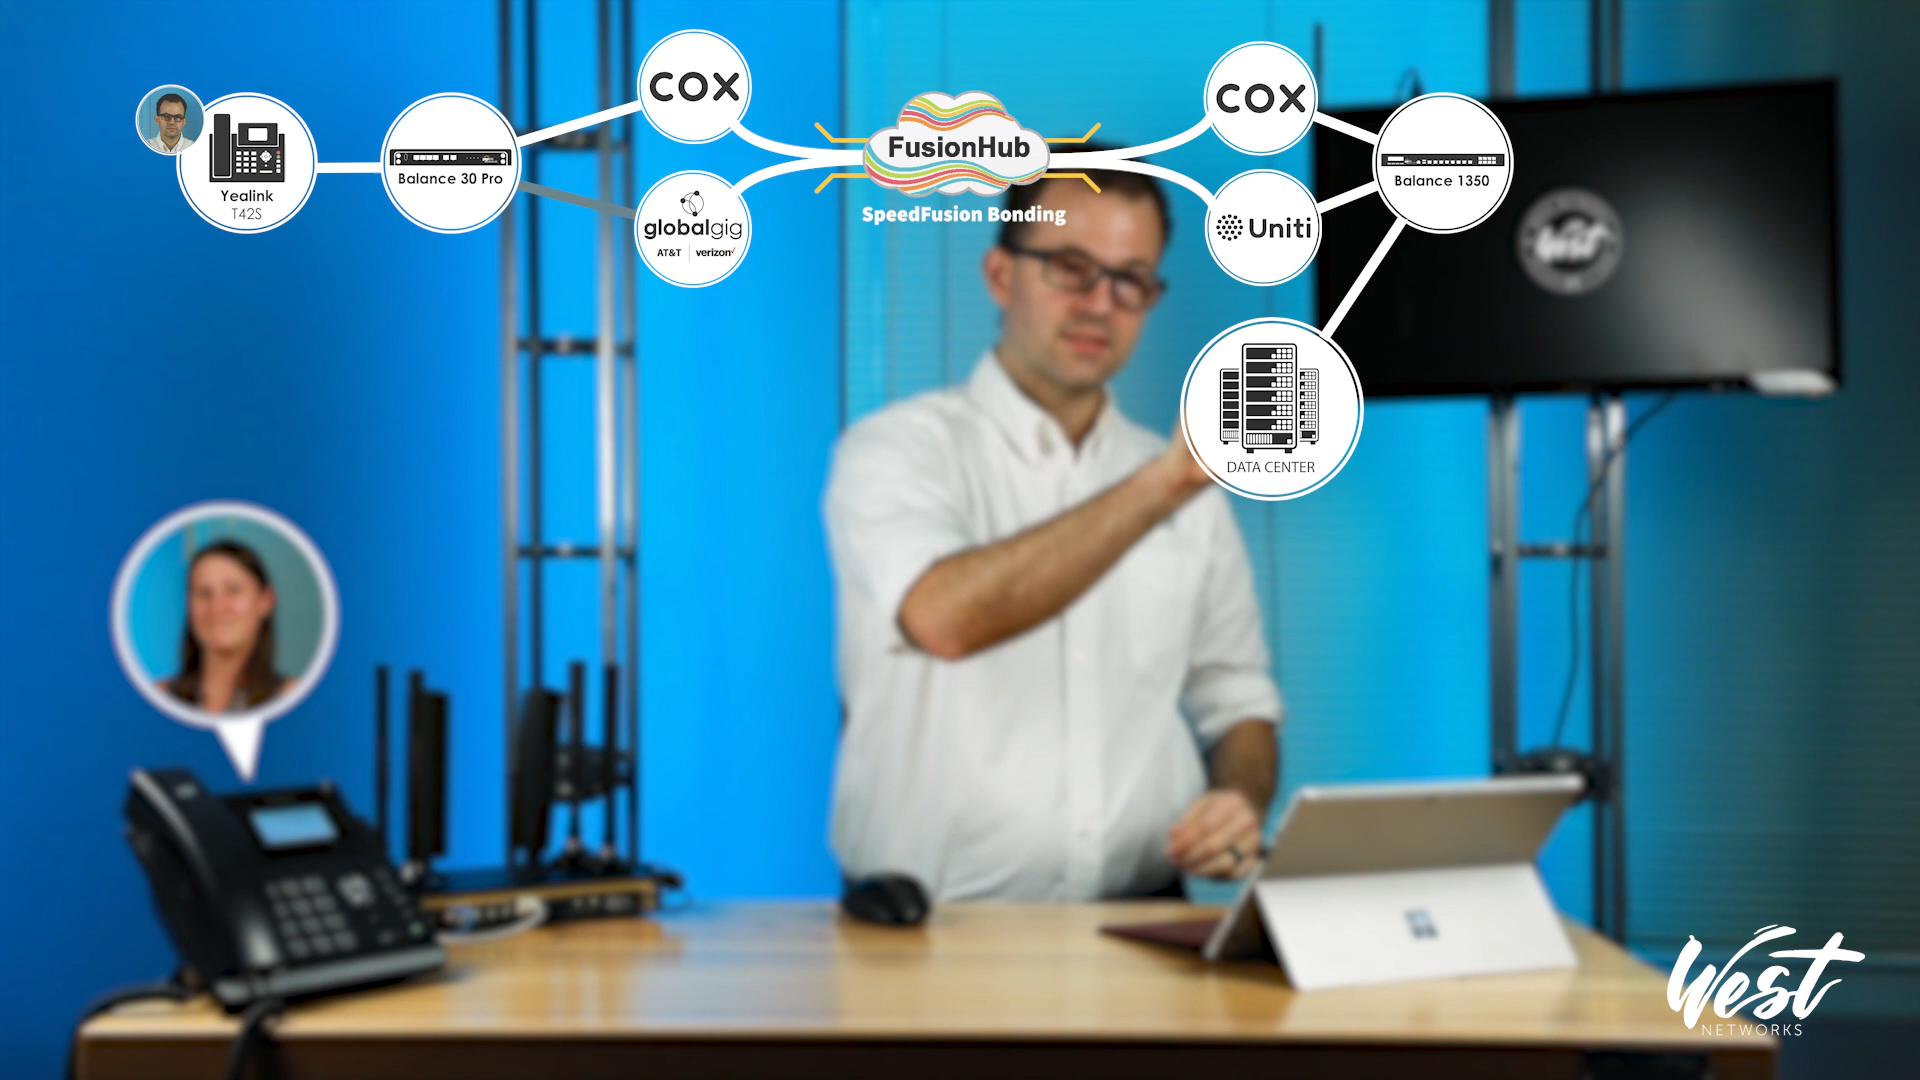 Yealink
T42S
Balance 30 Pro
COX
globalgig
AT&T | verizon
FusionHub
SpeedFusion Bonding
COX
Uniti
Balance 1350
DATA CENTER
West
West
NETWORKS